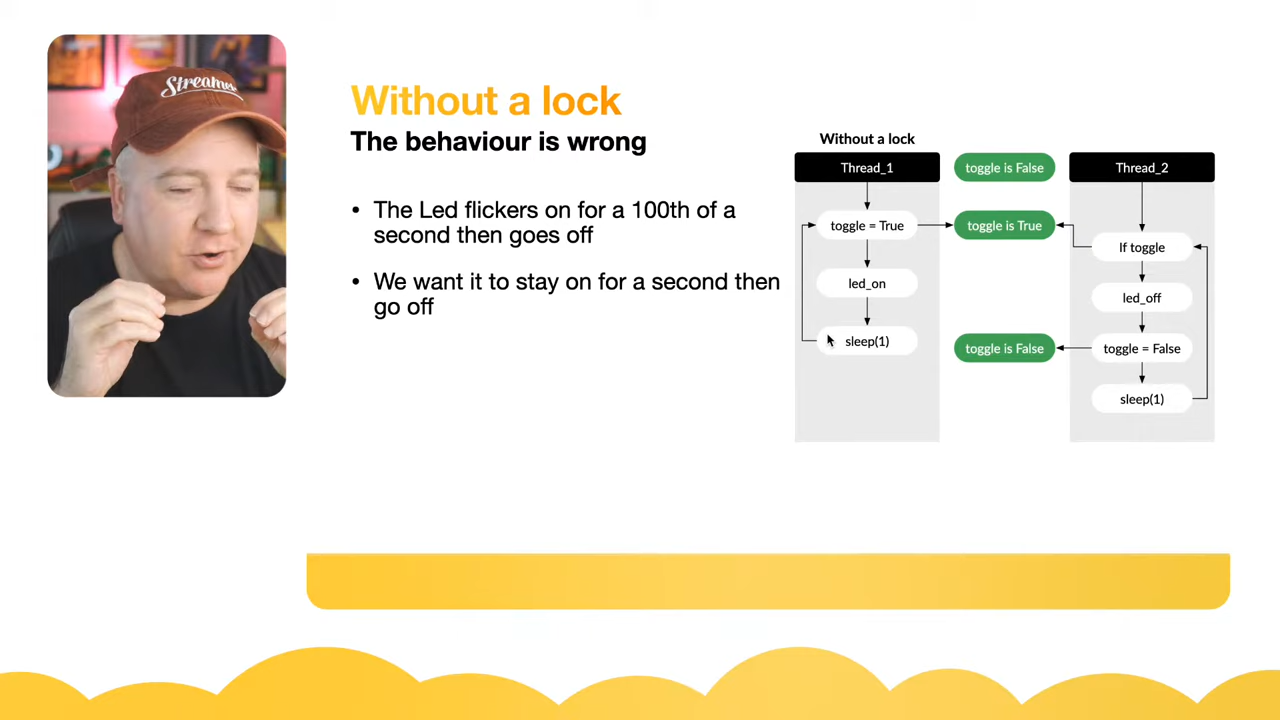 Streamer
Without a lock
The behaviour is wrong
• The Led flickers on for a 100th of a
second then goes off
• We want it to stay on for a second then
go off
Without a lock
Thread_1
toggle = True
led_on
sleep(1)
toggle is False
toggle is True
toggle is False
Thread_2
If toggle
led_off
toggle = False
sleep(1)